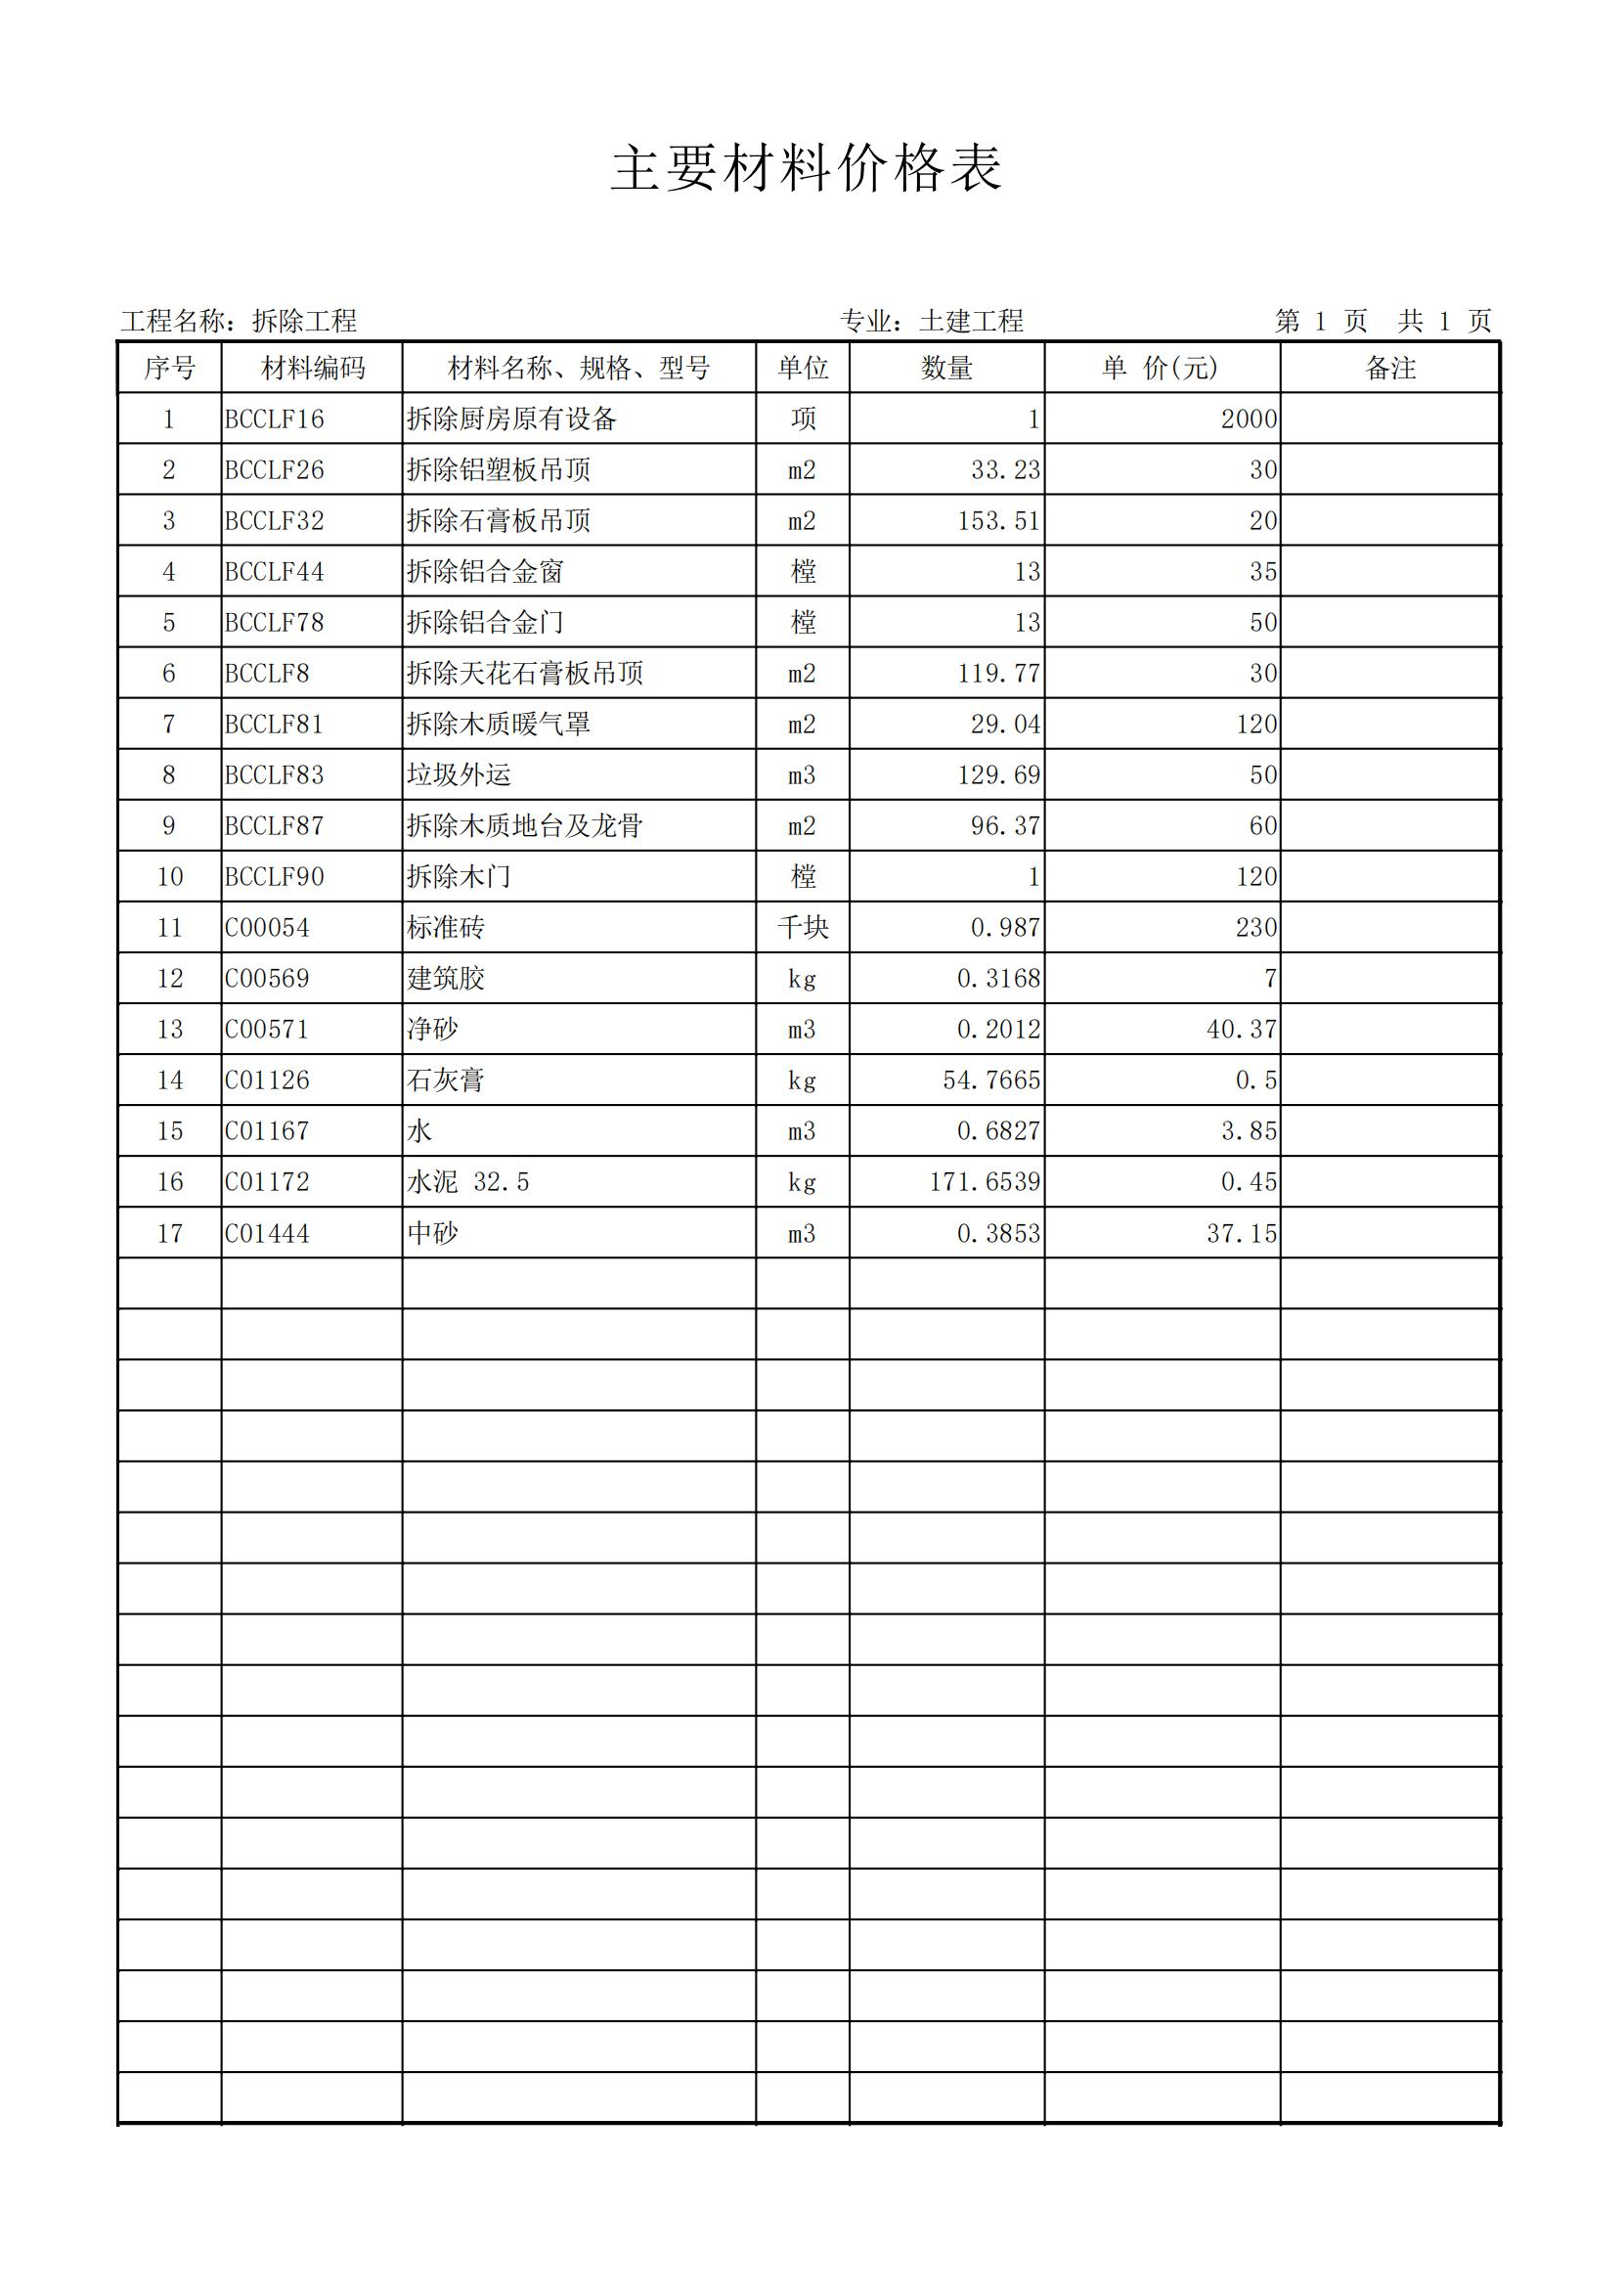 主要材料价格表
工程名称：拆除工程 专业：土建工程 第 1 页 共 1 页
序号 材料编码 材料名称、规格、型号 单位 数量 单 价(元) 备注
1 BCCLF16 拆除厨房原有设备 项 1 2000
2 BCCLF26 拆除铝塑板吊顶 m2 33.23 30
3 BCCLF32 拆除石膏板吊顶 m2 153.51 20
4 BCCLF44 拆除铝合金窗 樘 13 35
5 BCCLF78 拆除铝合金门 樘 13 50
6 BCCLF8 拆除天花石膏板吊顶 m2 119.77 30
7 BCCLF81 拆除木质暖气罩 m2 29.04 120
8 BCCLF83 垃圾外运 m3 129.69 50
9 BCCLF87 拆除木质地台及龙骨 m2 96.37 60
10 BCCLF90 拆除木门 樘 1 120
11 C00054 标准砖 千块 0.987 230
12 C00569 建筑胶 kg 0.3168 7
13 C00571 净砂 m3 0.2012 40.37
14 C01126 石灰膏 kg 54.7665 0.5
15 C01167 水 m3 0.6827 3.85
16 C01172 水泥 32.5 kg 171.6539 0.45
17 C01444 中砂 m3 0.3853 37.15